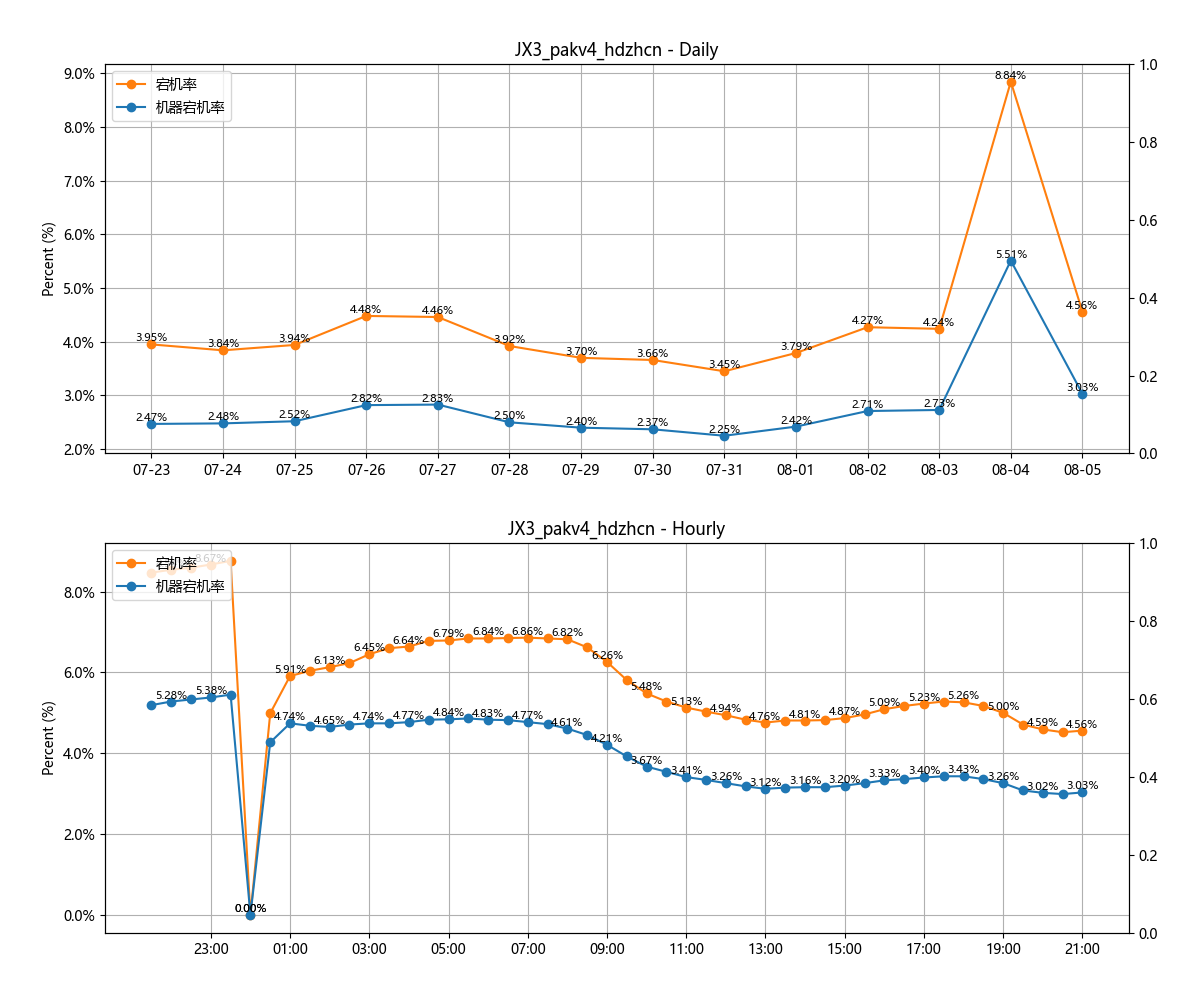 JX3_pakv4_hdzhcn - Daily
宕机率
机器宕机率
Percent (%)
9.0%
8.0%
7.0%
6.0%
5.0%
4.0%
3.0%
2.0%
1.0
0.8
0.6
0.4
0.2
0.0
3.95% 3.84% 3.94% 4.48% 4.46% 3.92% 3.70% 3.66% 3.45% 3.79% 4.27% 4.24% 8.84% 4.56%
2.47% 2.48% 2.52% 2.82% 2.83% 2.50% 2.40% 2.37% 2.25% 2.42% 2.71% 2.73% 5.51% 3.03%
07-23 07-24 07-25 07-26 07-27 07-28 07-29 07-30 07-31 08-01 08-02 08-03 08-04 08-05
JX3_pakv4_hdzhcn - Hourly
宕机率
机器宕机率
Percent (%)
8.0%
6.0%
4.0%
2.0%
0.0%
1.0
0.8
0.6
0.4
0.2
0.0
8.67% 0.00% 5.91% 6.13% 6.45% 6.64% 6.79% 6.84% 6.86% 6.82% 6.26% 5.48% 5.13% 4.94% 4.76% 4.81% 4.87% 5.09% 5.23% 5.26% 5.00% 4.59% 4.56%
5.28% 5.38% 0.00% 4.74% 4.65% 4.74% 4.77% 4.84% 4.83% 4.77% 4.61% 4.21% 3.67% 3.41% 3.26% 3.12% 3.16% 3.20% 3.33% 3.40% 3.43% 3.26% 3.02% 3.03%
23:00 01:00 03:00 05:00 07:00 09:00 11:00 13:00 15:00 17:00 19:00 21:00